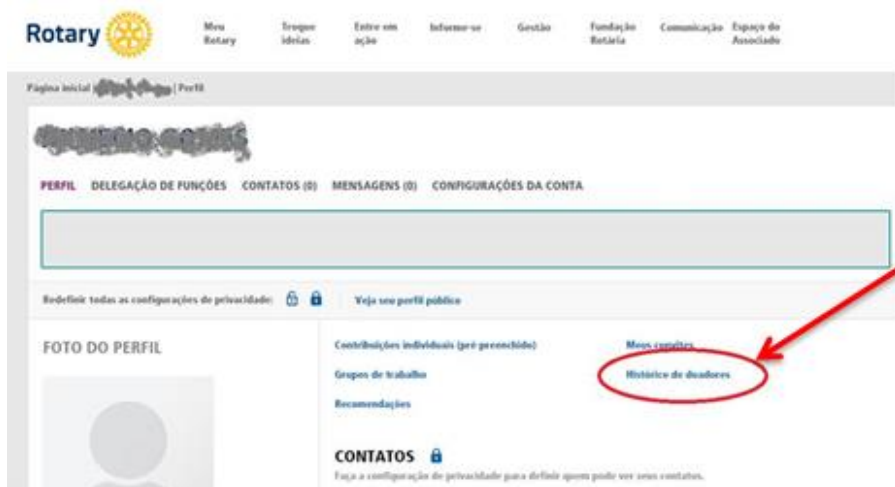 Rotary
Meu Rotary
Troque ideias
Entre em ação
Informe-se
Gestão
Fundação Rotária
Comunicação
Espaço do Associado
Página inicial | Perfil
PERFIL DELEGAÇÃO DE FUNÇÕES CONTATOS (0) MENSAGENS (0) CONFIGURAÇÕES DA CONTA
Redefinir todas as configurações de privacidade: Veja seu perfil público
FOTO DO PERFIL
Contribuições individuais (pré-preenchido) Meus convites
Grupos de trabalho Histórico de doadores
Recomendações
CONTATOS
Faça a configuração de privacidade para definir quem pode ver seus contatos.